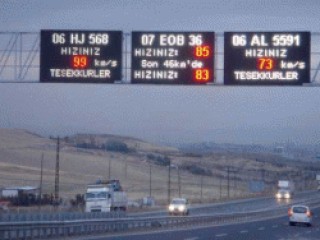 06 HJ 568
HIZINIZ
99 km/s
TEŞEKKÜRLER
07 EOB 36
HIZINIZ: 85
Son 46km'de
HIZINIZ: 83
06 AL 5591
HIZINIZ
73 km/s
TEŞEKKÜRLER